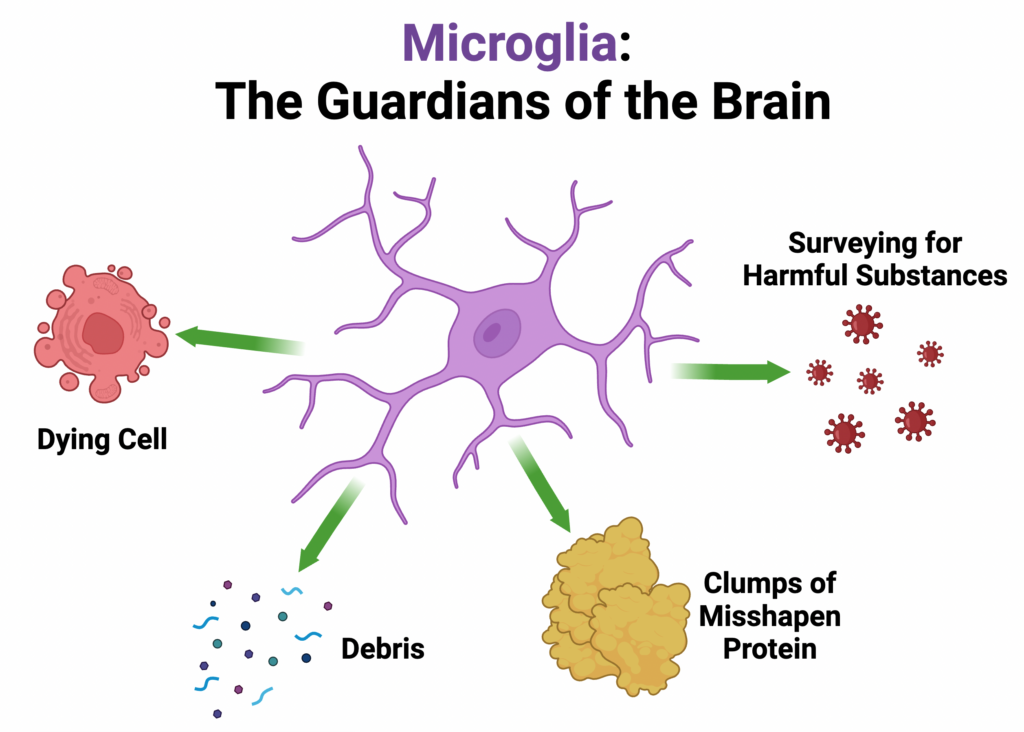 Microglia:
The Guardians of the Brain
Surveying for
Harmful Substances
Dying Cell
Debris
Clumps of
Misshapen
Protein